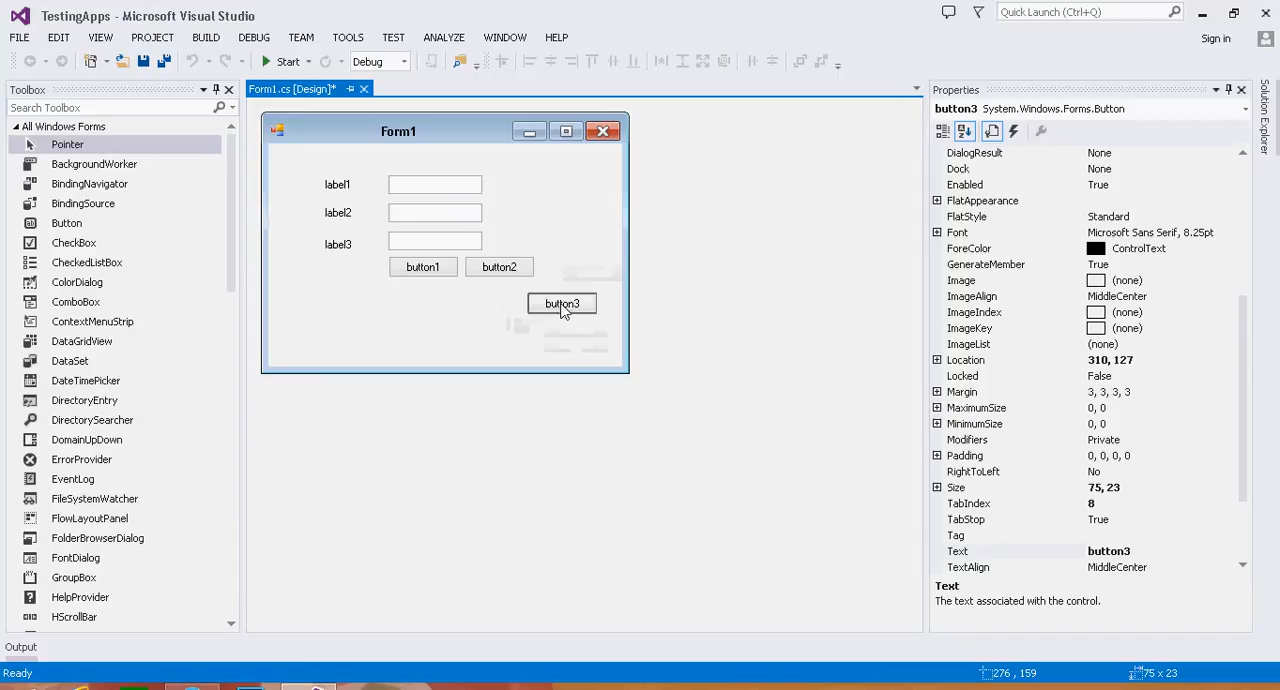 TestingApps - Microsoft Visual Studio
Quick Launch (Ctrl+Q)
FILE EDIT VIEW PROJECT BUILD DEBUG TEAM TOOLS TEST ANALYZE WINDOW HELP
Sign in
Start Debug
Toolbox
Search Toolbox
All Windows Forms
Pointer
BackgroundWorker
BindingNavigator
BindingSource
Button
CheckBox
CheckedListBox
ColorDialog
ComboBox
ContextMenuStrip
DataGridView
DataSet
DateTimePicker
DirectoryEntry
DirectorySearcher
DomainUpDown
ErrorProvider
EventLog
FileSystemWatcher
FlowLayoutPanel
FolderBrowserDialog
FontDialog
GroupBox
HelpProvider
HScrollBar
Form1.cs [Design]*
Form1
label1
label2
label3
button1 button2
button3
Properties
button3 System.Windows.Forms.Button
DialogResult None
Dock None
Enabled True
FlatAppearance
FlatStyle Standard
Font Microsoft Sans Serif, 8.25pt
ForeColor ControlText
GenerateMember True
Image (none)
ImageAlign MiddleCenter
ImageIndex (none)
ImageKey (none)
ImageList (none)
Location 310, 127
Locked False
Margin 3, 3, 3, 3
MaximumSize 0, 0
MinimumSize 0, 0
Modifiers Private
Padding 0, 0, 0, 0
RightToLeft No
Size 75, 23
TabIndex 8
TabStop True
Tag
Text button3
TextAlign MiddleCenter
Text
The text associated with the control.
Solution Explorer
Output
Ready
276 , 159
75 x 23